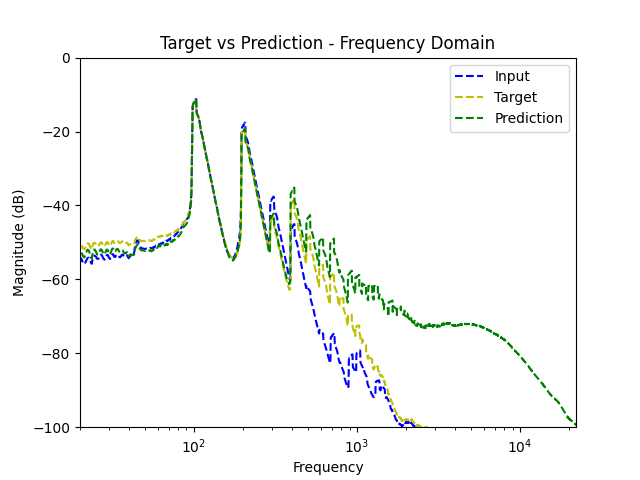 Target vs Prediction - Frequency Domain
Input
Target
Prediction
Magnitude (dB)
0
−20
−40
−60
−80
−100
10²
10³
10⁴
Frequency